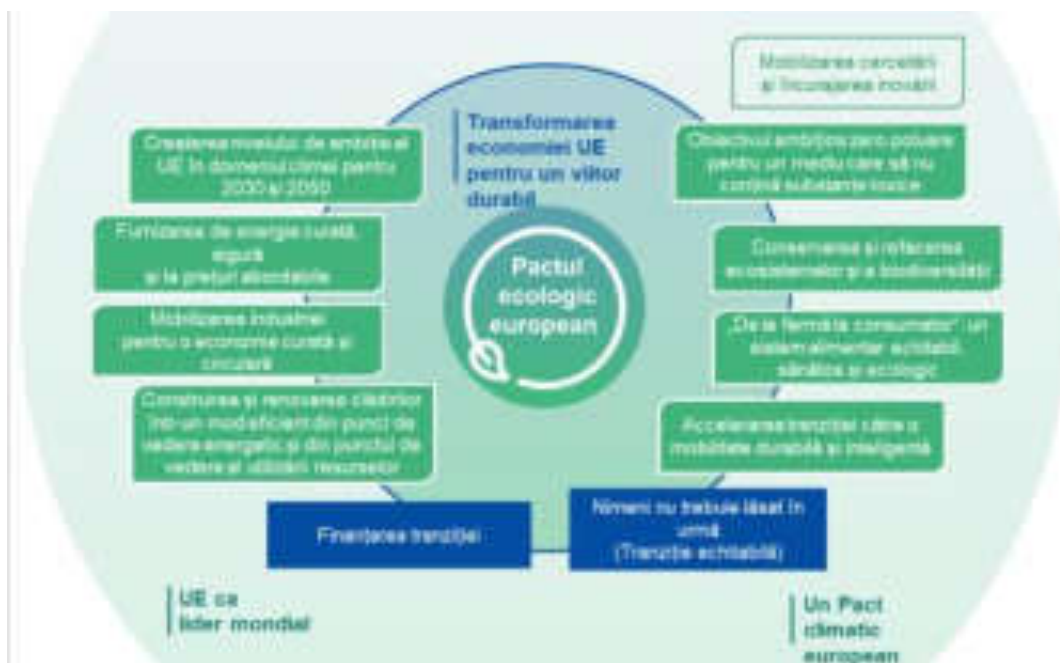 Mobilizarea cercetării
și încurajarea inovării
Transformarea
economiei UE
pentru un viitor
durabil
Creșterea nivelului de ambiție al
UE în domeniul climei pentru
2030 și 2050
Furnizarea de energie curată,
sigură
și la prețuri abordabile
Mobilizarea industriei
pentru o economie curată și
circulară
Construirea și renovarea clădirilor
într-un mod eficient din punct de
vedere energetic și din punctul de
vedere al utilizării resurselor
Pactul
ecologic
european
Obiectivul ambițios zero poluare
pentru un mediu care să nu
conțină substanțe toxice
Conservarea și refacerea
ecosistemelor și a biodiversității
„De la fermă la consumator”: un
sistem alimentar echitabil,
sănătos și ecologic
Accelerarea tranziției către o
mobilitate durabilă și inteligentă
Finanțarea tranziției
Nimeni nu trebuie lăsat în
urmă
(Tranziție echitabilă)
UE ca
lider mondial
Un Pact
climatic
european